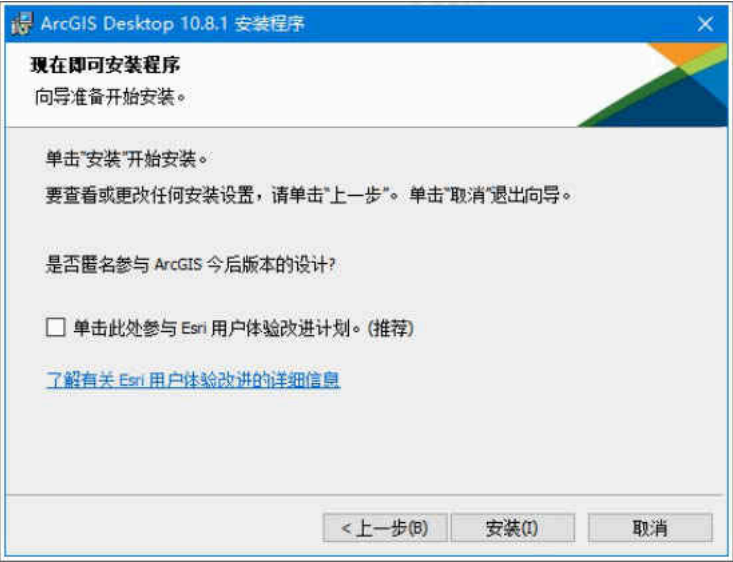 ArcGIS Desktop 10.8.1 安装程序
现在即可安装程序
向导准备开始安装。
单击"安装"开始安装。
要查看或更改任何安装设置，请单击"上一步"。单击"取消"退出向导。
是否匿名参与 ArcGIS 今后版本的设计?
单击此处参与 Esri 用户体验改进计划。(推荐)
了解有关 Esri 用户体验改进的详细信息
< 上一步(B) 安装(I) 取消